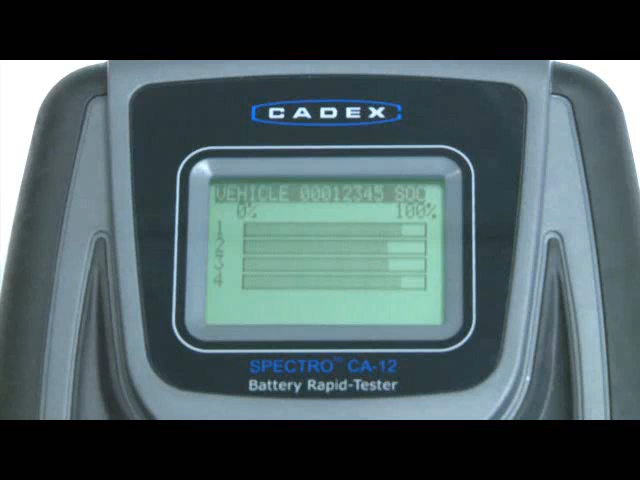 CADEX
VEHICLE 00012345 SOC
0% 100%
1
2
3
4
SPECTRO™ CA-12
Battery Rapid-Tester